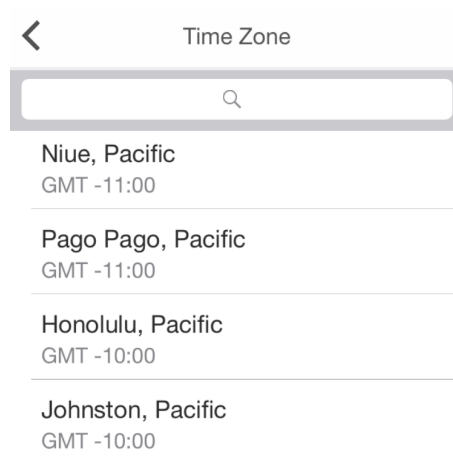 Time Zone
Niue, Pacific
GMT -11:00
Pago Pago, Pacific
GMT -11:00
Honolulu, Pacific
GMT -10:00
Johnston, Pacific
GMT -10:00